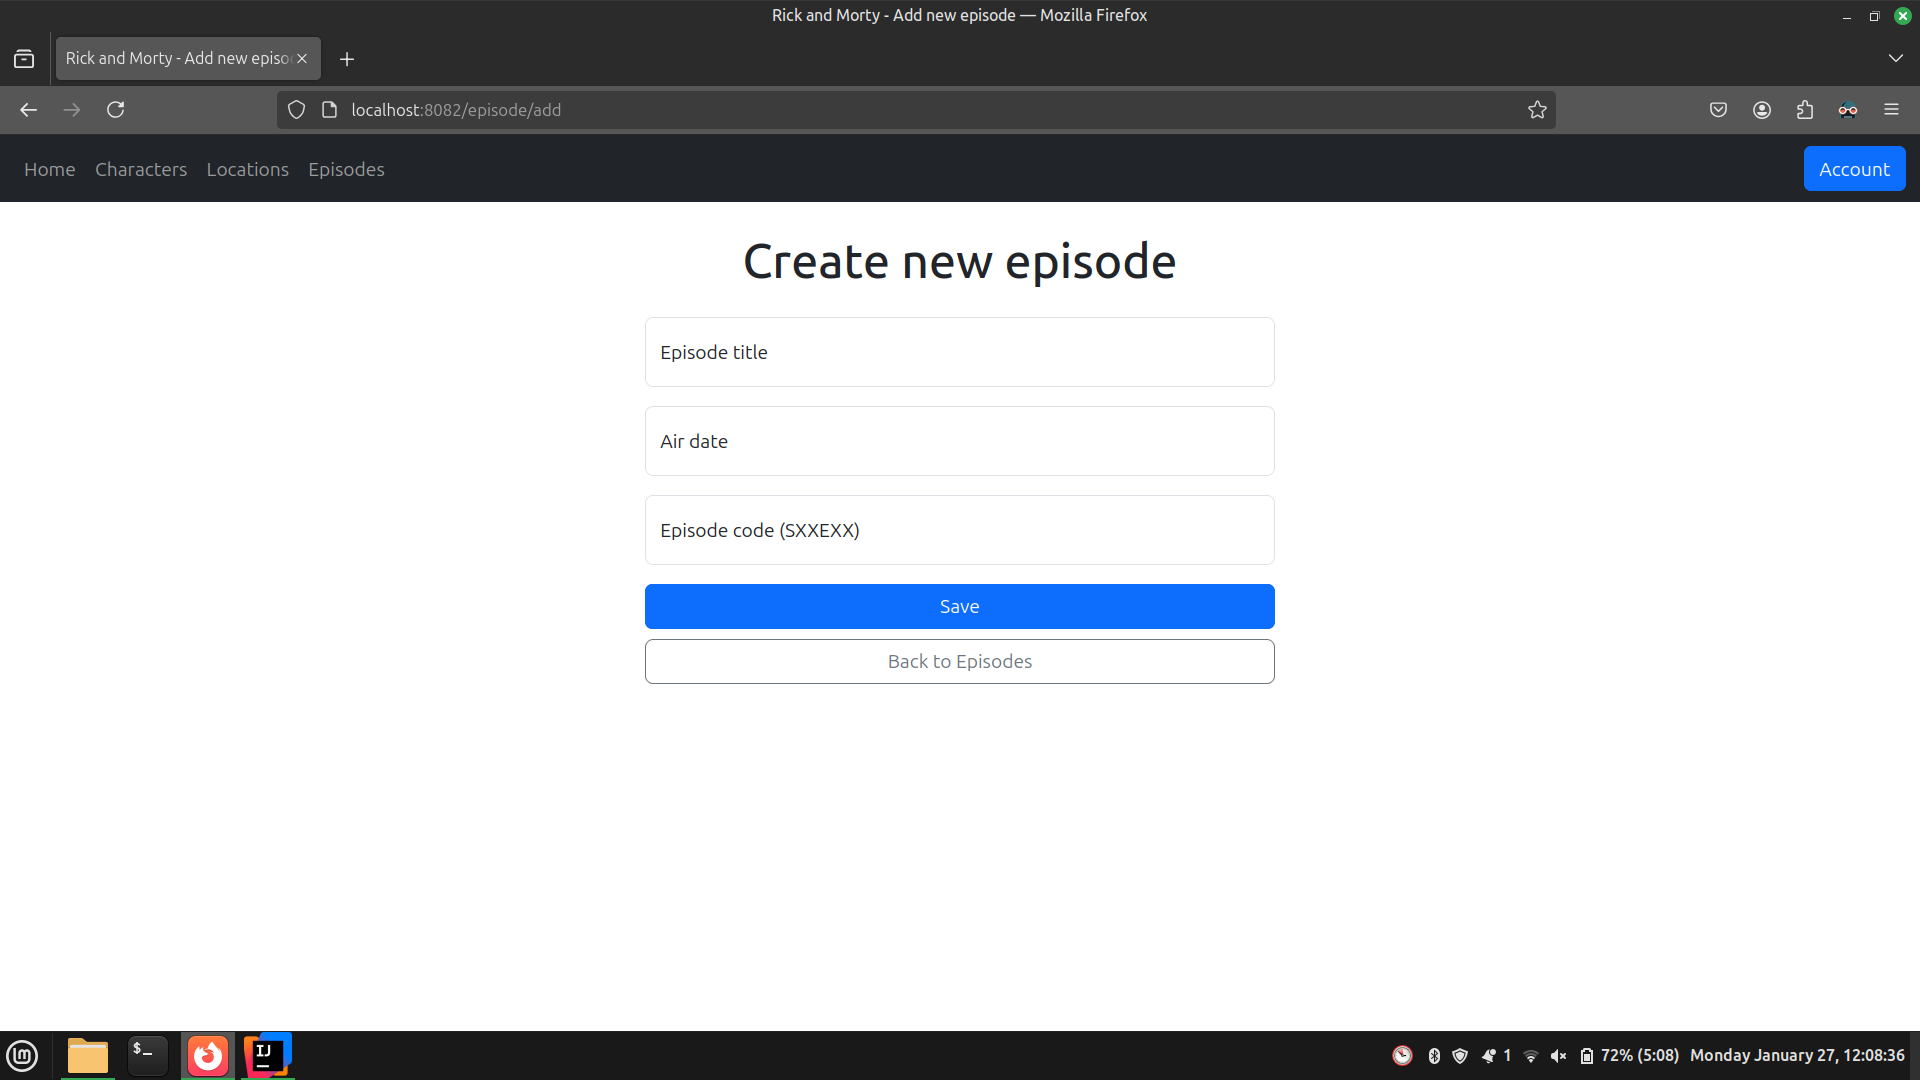 Rick and Morty - Add new episode — Mozilla Firefox
Rick and Morty - Add new episo
localhost:8082/episode/add
Home Characters Locations Episodes Account
Create new episode
Episode title
Air date
Episode code (SXXEXX)
Save
Back to Episodes
$_
IJ
1 72% (5:08) Monday January 27, 12:08:36